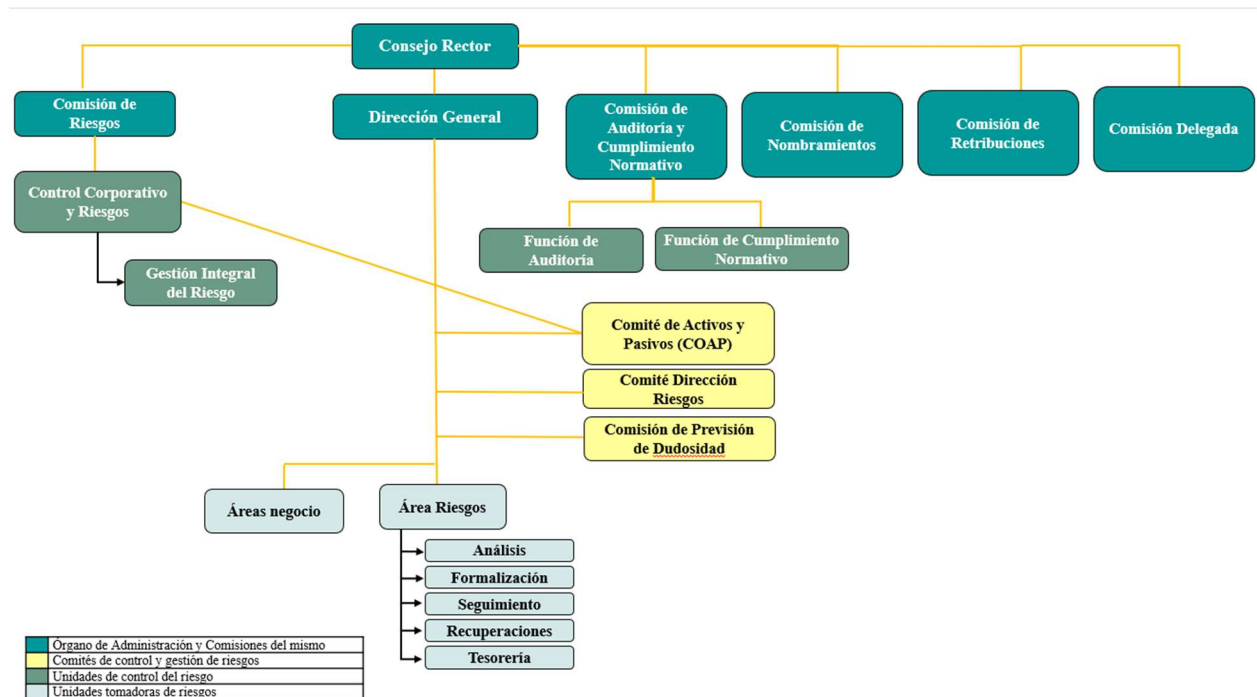 Consejo Rector
Comisión de
Riesgos
Dirección General
Comisión de
Auditoría y
Cumplimiento
Normativo
Comisión de
Nombramientos
Comisión de
Retribuciones
Comisión Delegada
Control Corporativo
y Riesgos
Función de
Auditoría
Función de Cumplimiento
Normativo
Gestión Integral
del Riesgo
Comité de Activos y
Pasivos (COAP)
Comité Dirección
Riesgos
Comisión de Previsión
de Dudosidad
Áreas negocio
Área Riesgos
Análisis
Formalización
Seguimiento
Recuperaciones
Tesorería
Órgano de Administración y Comisiones del mismo
Comités de control y gestión de riesgos
Unidades de control del riesgo
Unidades tomadoras de riesgos